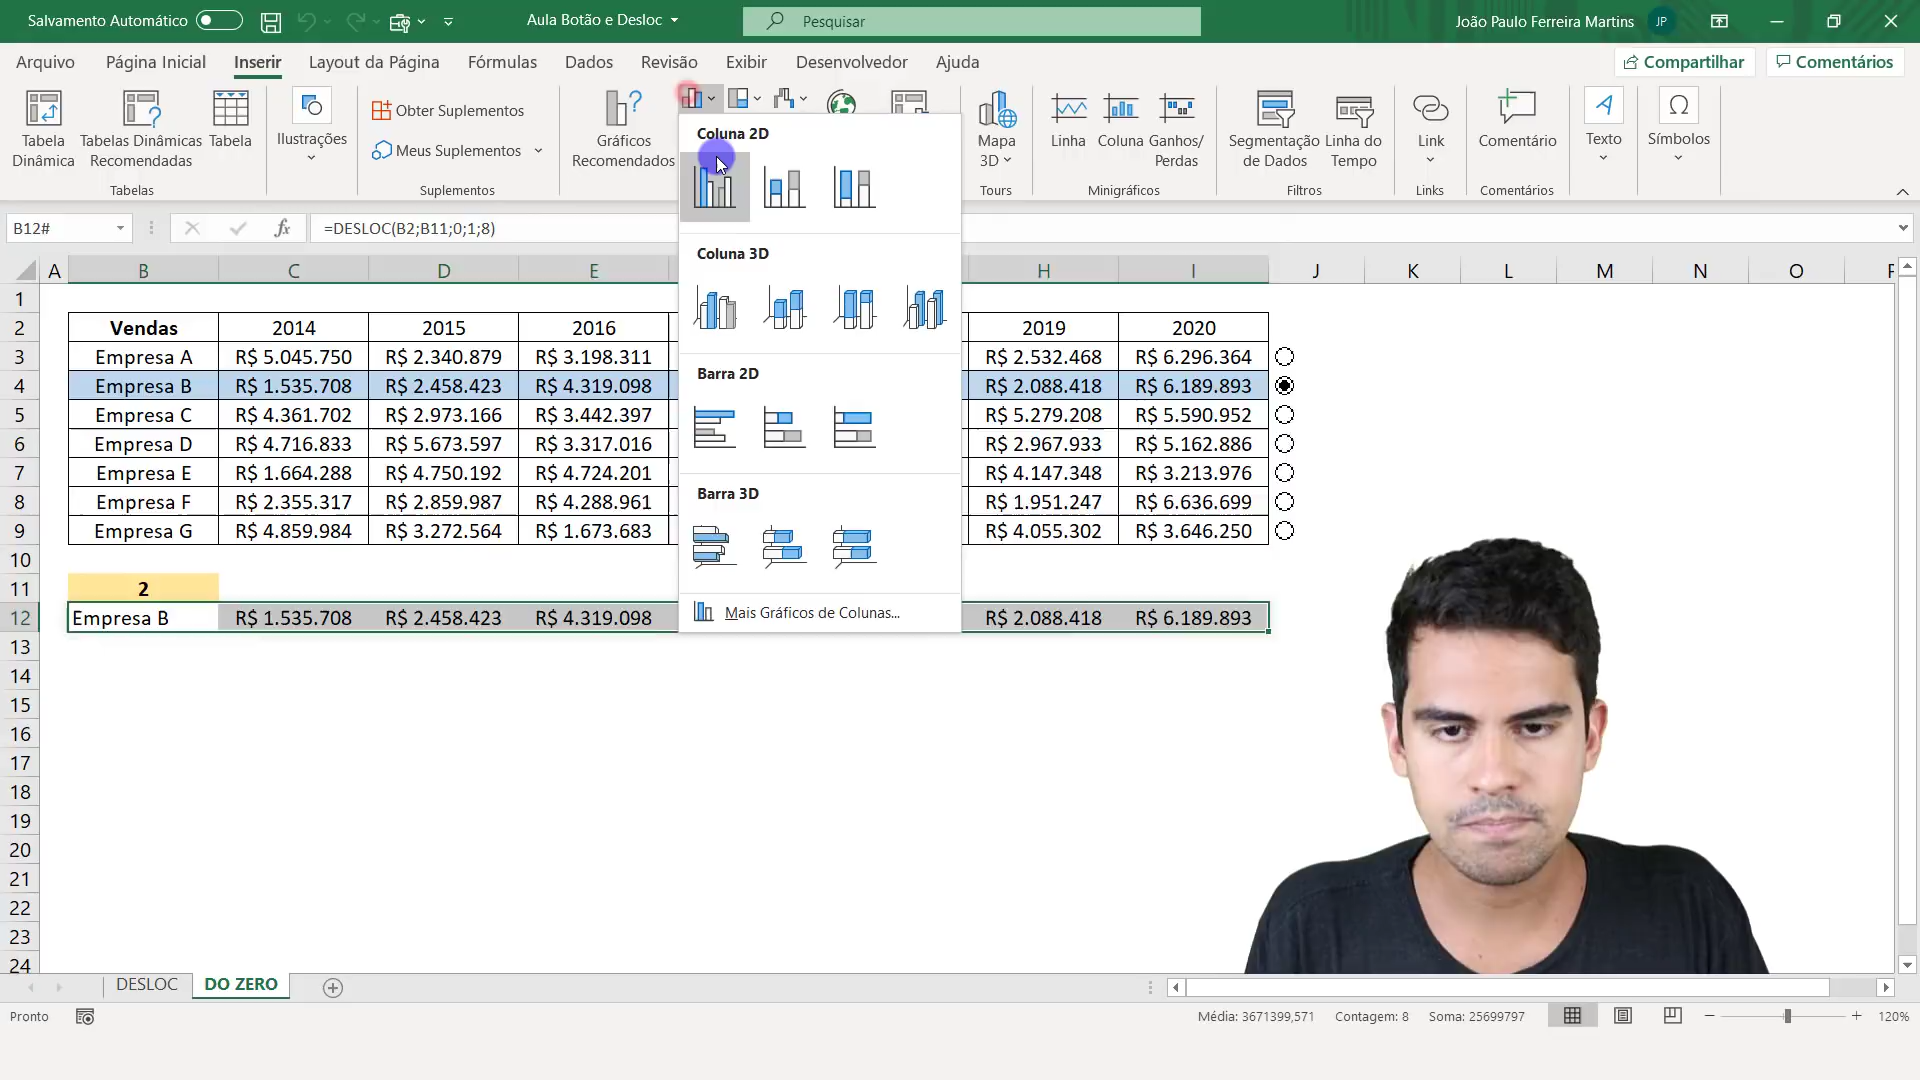 Salvamento Automático
Aula Botão e Desloc
Pesquisar
João Paulo Ferreira Martins
JP
Arquivo
Página Inicial
Inserir
Layout da Página
Fórmulas
Dados
Revisão
Exibir
Desenvolvedor
Ajuda
Compartilhar
Comentários
Tabela
Dinâmica
Tabelas Dinâmicas
Recomendadas
Tabela
Tabelas
Ilustrações
Obter Suplementos
Meus Suplementos
Suplementos
Gráficos
Recomendados
Mapa
3D
Tours
Linha
Coluna
Ganhos/
Perdas
Minigráficos
Segmentação
de Dados
Linha do
Tempo
Filtros
Link
Links
Comentário
Comentários
Texto
Símbolos
B12#
fx
=DESLOC(B2;B11;0;1;8)
Coluna 2D
Coluna 3D
Barra 2D
Barra 3D
Mais Gráficos de Colunas...
A B C D E H I J K L M N O
1
2 Vendas 2014 2015 2016 2019 2020
3 Empresa A R$ 5.045.750 R$ 2.340.879 R$ 3.198.311 R$ 2.532.468 R$ 6.296.364
4 Empresa B R$ 1.535.708 R$ 2.458.423 R$ 4.319.098 R$ 2.088.418 R$ 6.189.893
5 Empresa C R$ 4.361.702 R$ 2.973.166 R$ 3.442.397 R$ 5.279.208 R$ 5.590.952
6 Empresa D R$ 4.716.833 R$ 5.673.597 R$ 3.317.016 R$ 2.967.933 R$ 5.162.886
7 Empresa E R$ 1.664.288 R$ 4.750.192 R$ 4.724.201 R$ 4.147.348 R$ 3.213.976
8 Empresa F R$ 2.355.317 R$ 2.859.987 R$ 4.288.961 R$ 1.951.247 R$ 6.636.699
9 Empresa G R$ 4.859.984 R$ 3.272.564 R$ 1.673.683 R$ 4.055.302 R$ 3.646.250
10
11 2
12 Empresa B R$ 1.535.708 R$ 2.458.423 R$ 4.319.098 R$ 2.088.418 R$ 6.189.893
13
14
15
16
17
18
19
20
21
22
23
24
DESLOC
DO ZERO
Pronto
Média: 3671399,571
Contagem: 8
Soma: 25699797
120%